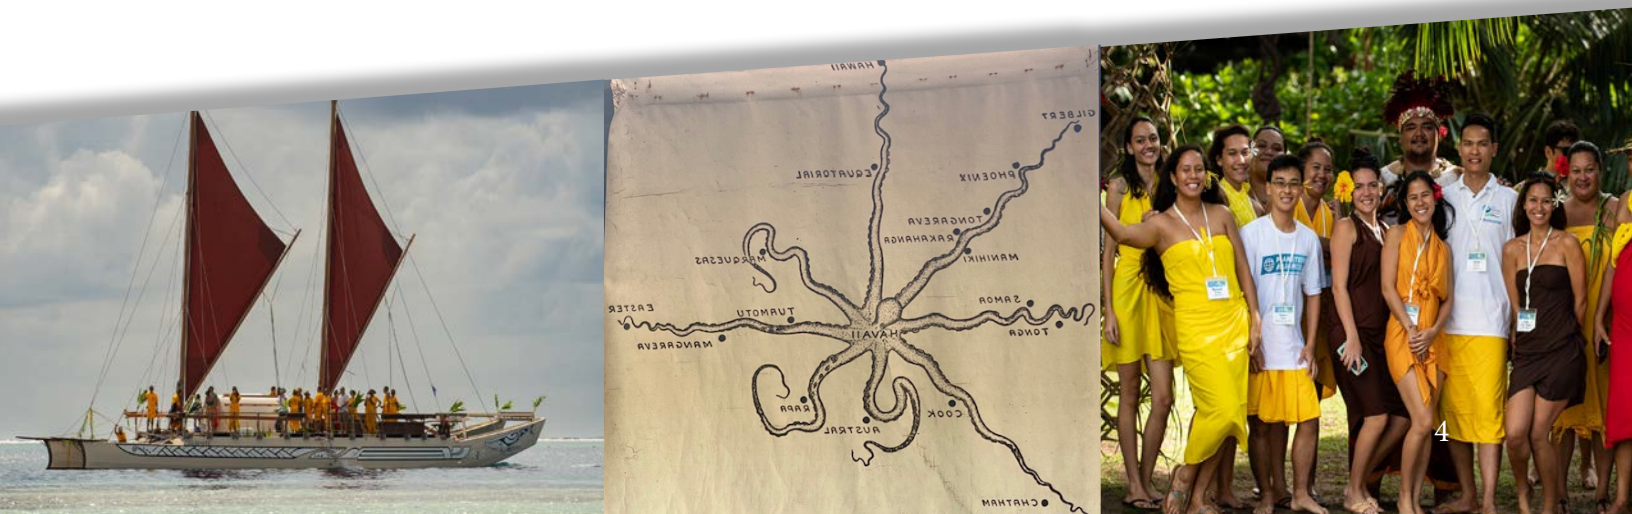 HAWAII
GILBERT
EQUATORIAL
PHOENIX
TONGAREVA
RAKAHANGA
MANIHIKI
MARQUESAS
EASTER
TUAMOTU
SAMOA
HAVAII
TONGA
MANGAREVA
RAPA
COOK
AUSTRAL
CHATHAM
4